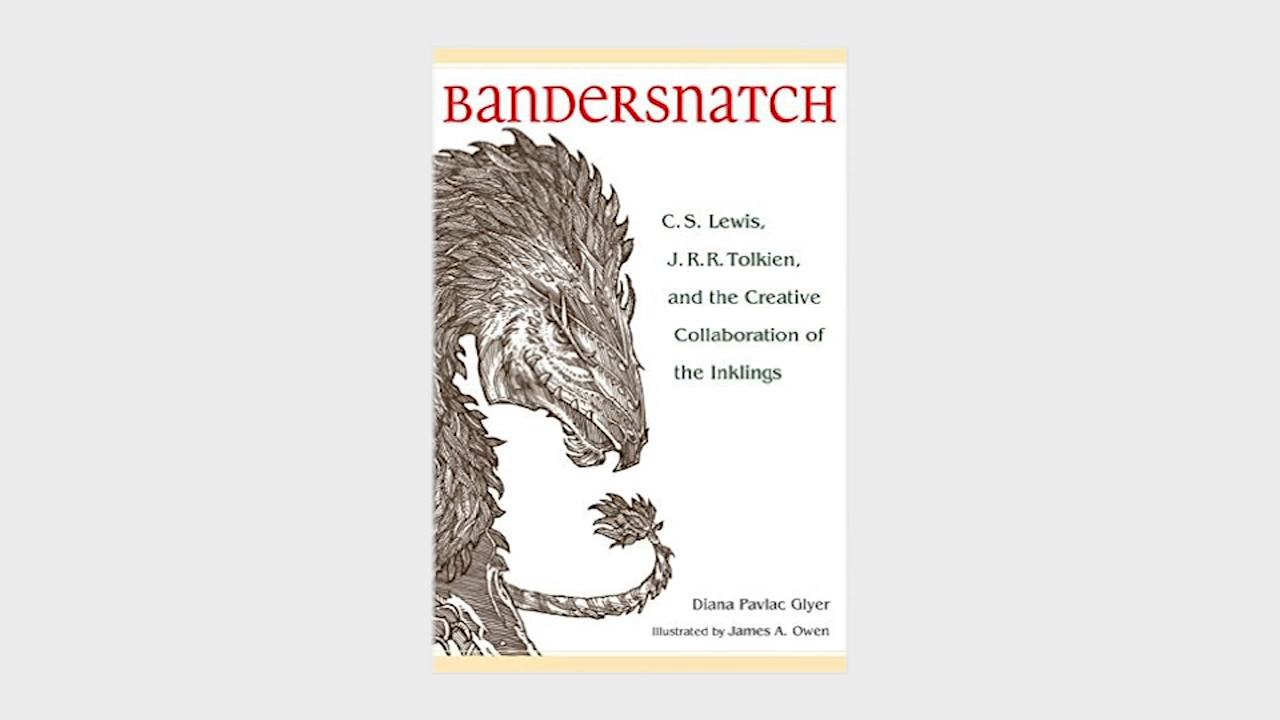 BANDERSNATCH
C. S. Lewis,
J. R. R. Tolkien,
and the Creative
Collaboration of
the Inklings
Diana Pavlac Glyer
Illustrated by James A. Owen